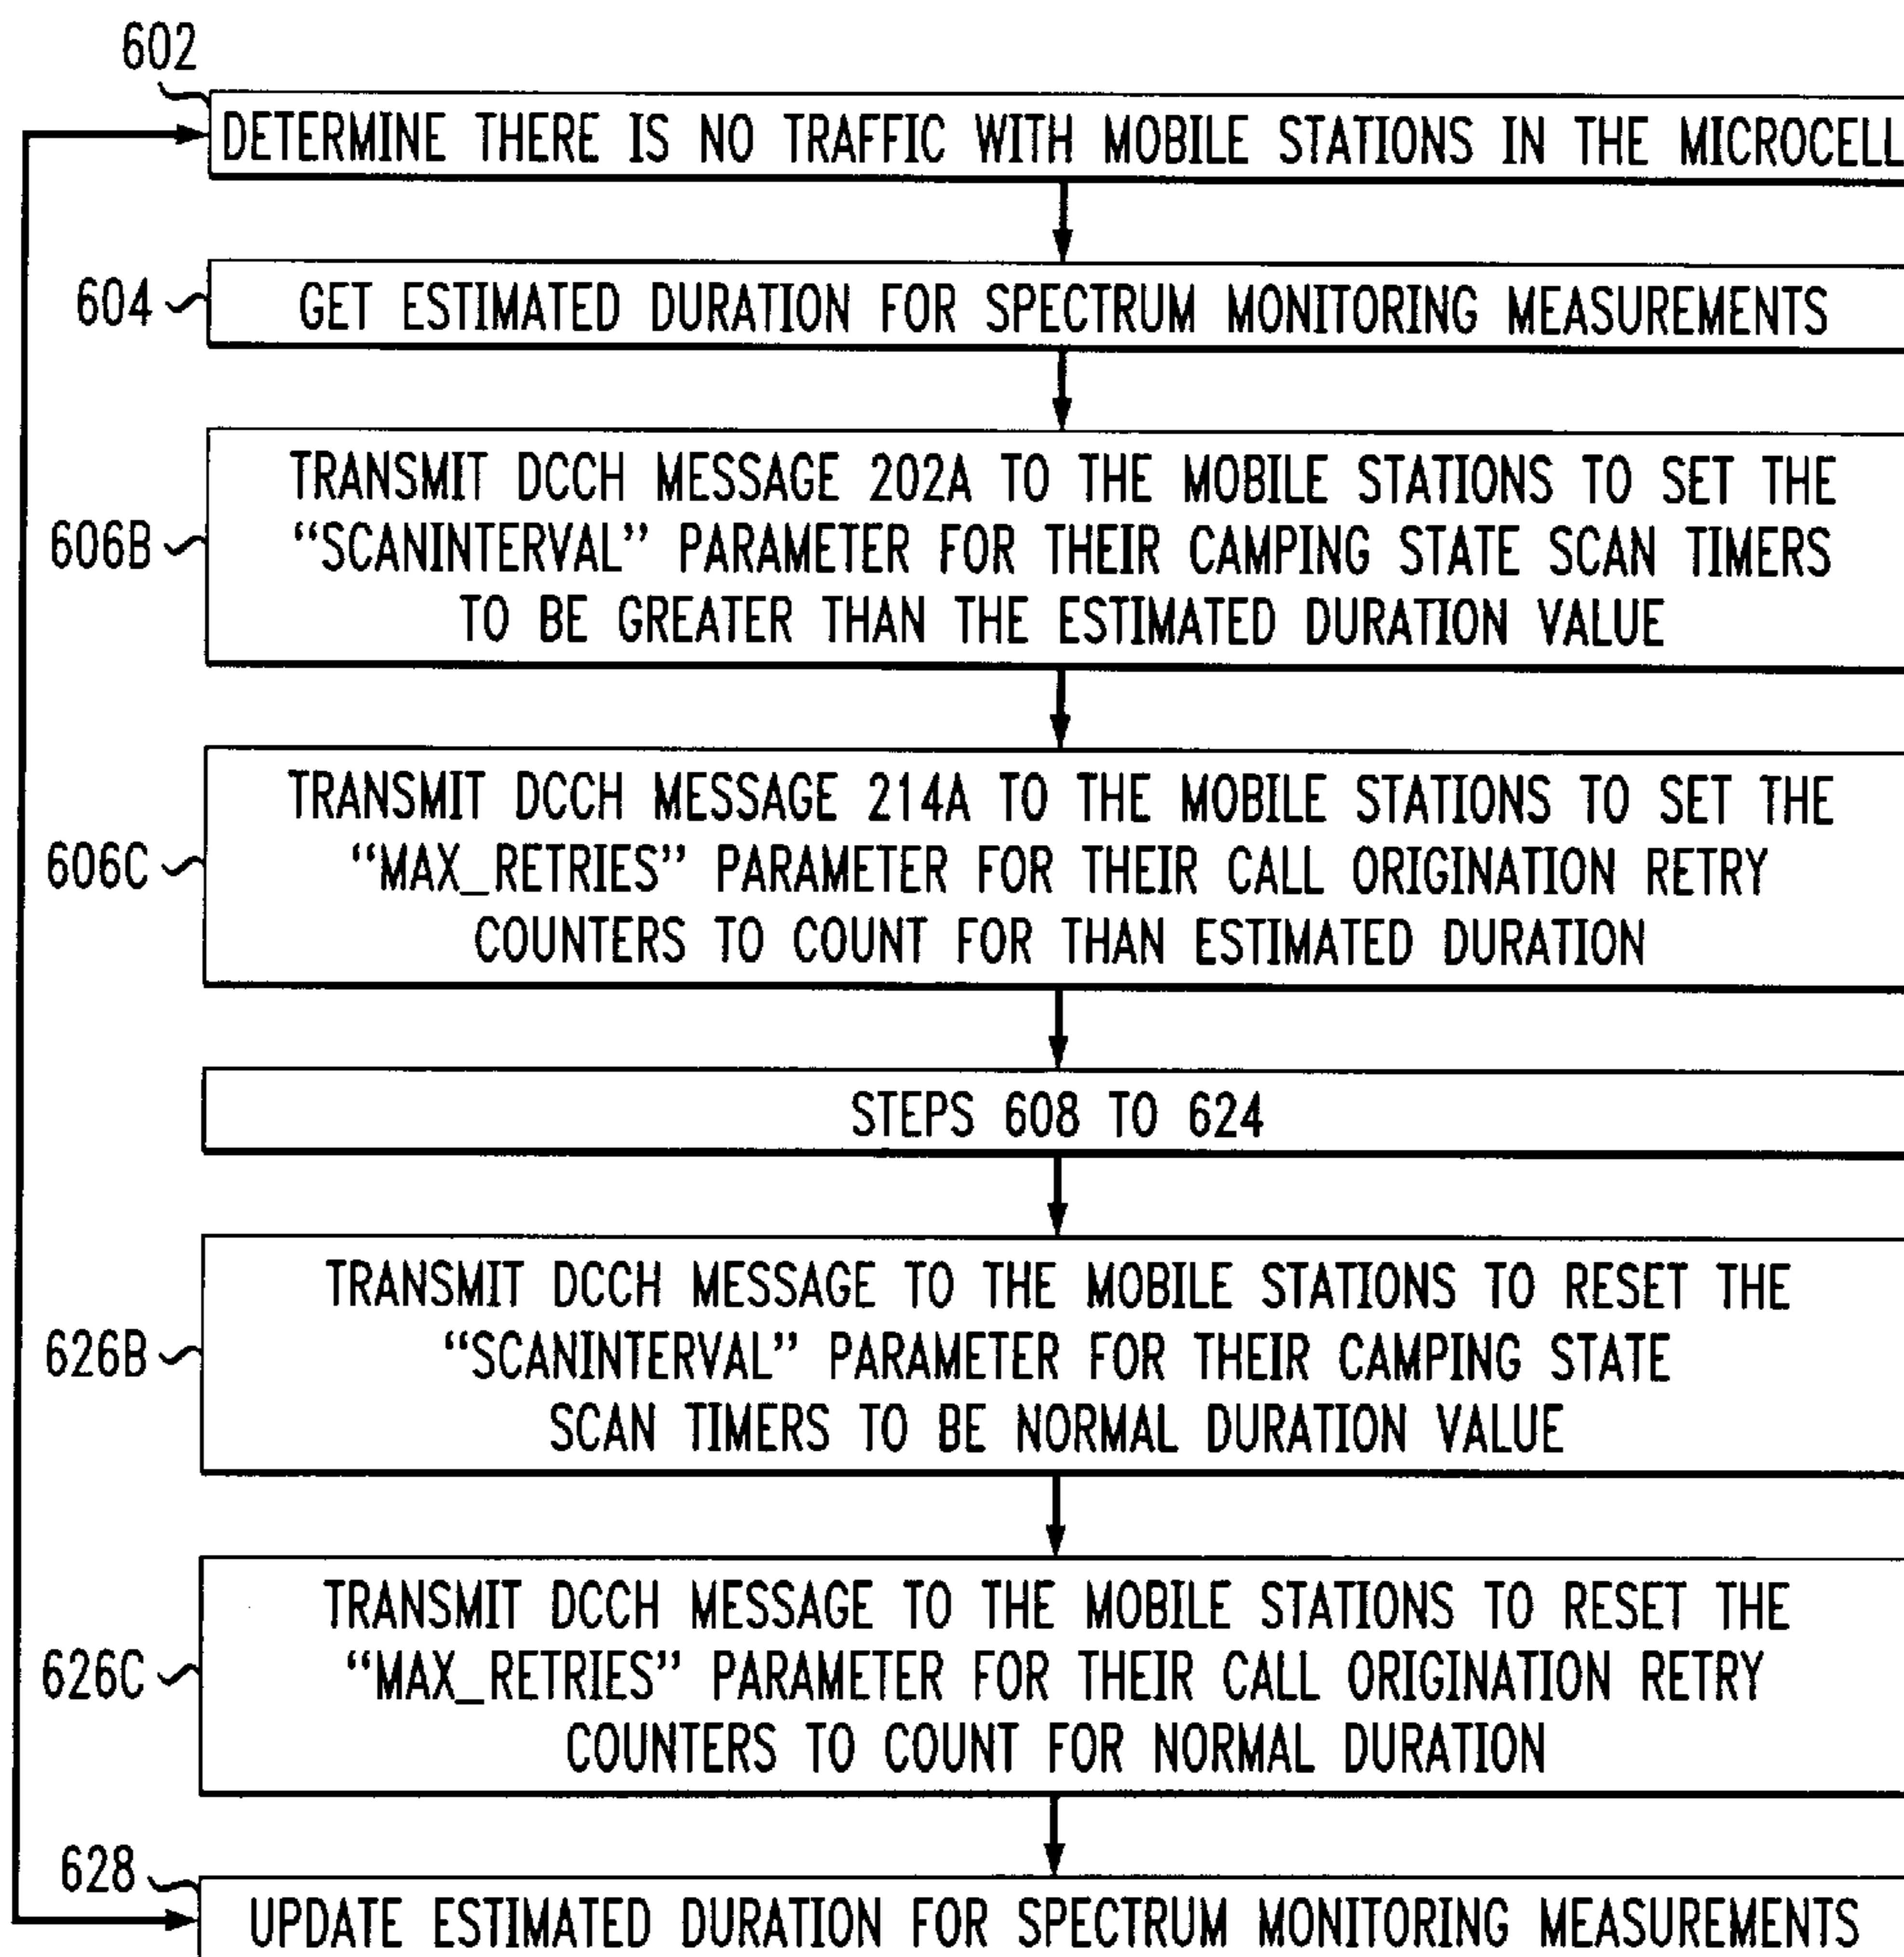 602
DETERMINE THERE IS NO TRAFFIC WITH MOBILE STATIONS IN THE MICROCELL
604
GET ESTIMATED DURATION FOR SPECTRUM MONITORING MEASUREMENTS
606B
TRANSMIT DCCH MESSAGE 202A TO THE MOBILE STATIONS TO SET THE
“SCANINTERVAL” PARAMETER FOR THEIR CAMPING STATE SCAN TIMERS
TO BE GREATER THAN THE ESTIMATED DURATION VALUE
606C
TRANSMIT DCCH MESSAGE 214A TO THE MOBILE STATIONS TO SET THE
“MAX_RETRIES” PARAMETER FOR THEIR CALL ORIGINATION RETRY
COUNTERS TO COUNT FOR THAN ESTIMATED DURATION
STEPS 608 TO 624
626B
TRANSMIT DCCH MESSAGE TO THE MOBILE STATIONS TO RESET THE
“SCANINTERVAL” PARAMETER FOR THEIR CAMPING STATE
SCAN TIMERS TO BE NORMAL DURATION VALUE
626C
TRANSMIT DCCH MESSAGE TO THE MOBILE STATIONS TO RESET THE
“MAX_RETRIES” PARAMETER FOR THEIR CALL ORIGINATION RETRY
COUNTERS TO COUNT FOR NORMAL DURATION
628
UPDATE ESTIMATED DURATION FOR SPECTRUM MONITORING MEASUREMENTS